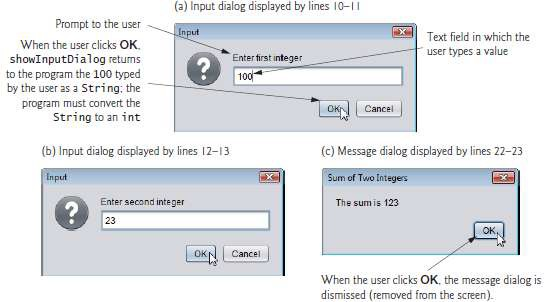 (a) Input dialog displayed by lines 10–11
Prompt to the user
When the user clicks OK,
showInputDialog returns
to the program the 100 typed
by the user as a String; the
program must convert the
String to an int
Input
Enter first integer
100
OK
Cancel
Text field in which the
user types a value
(b) Input dialog displayed by lines 12–13
Input
Enter second integer
23
OK
Cancel
(c) Message dialog displayed by lines 22–23
Sum of Two Integers
The sum is 123
OK
When the user clicks OK, the message dialog is
dismissed (removed from the screen).